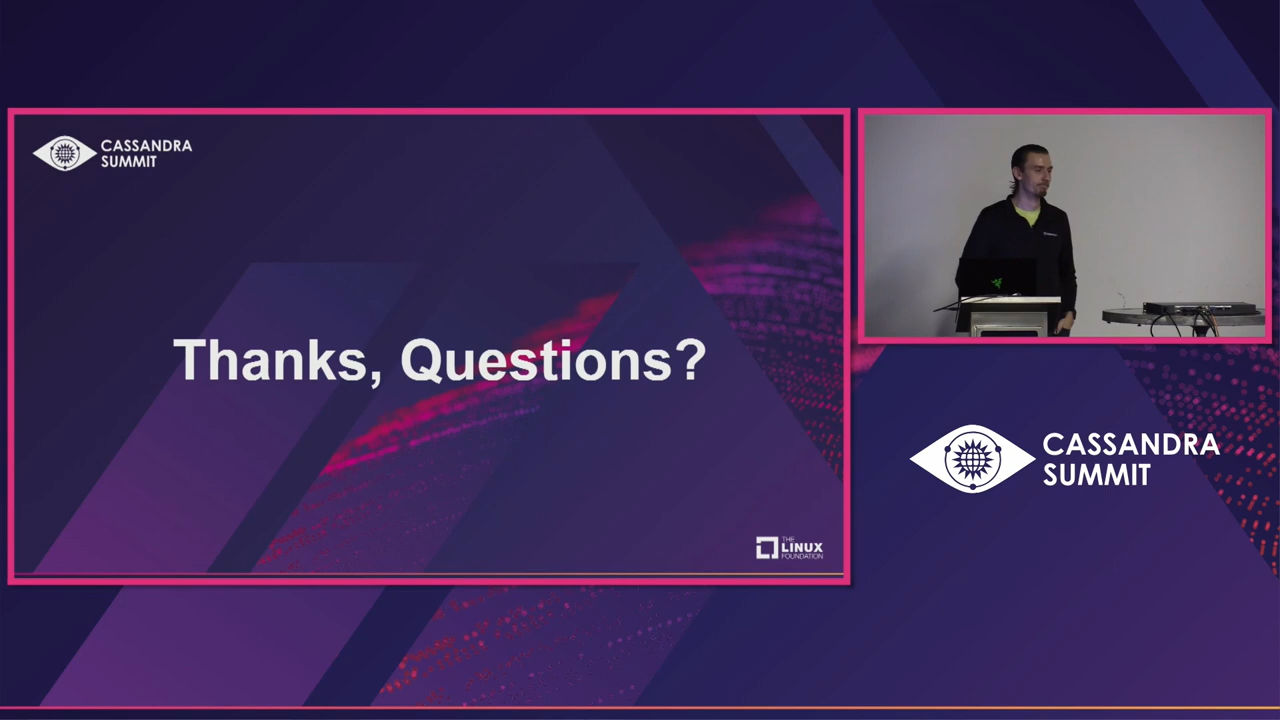 CASSANDRA
SUMMIT
Thanks, Questions?
THE
LINUX
FOUNDATION
CASSANDRA
SUMMIT